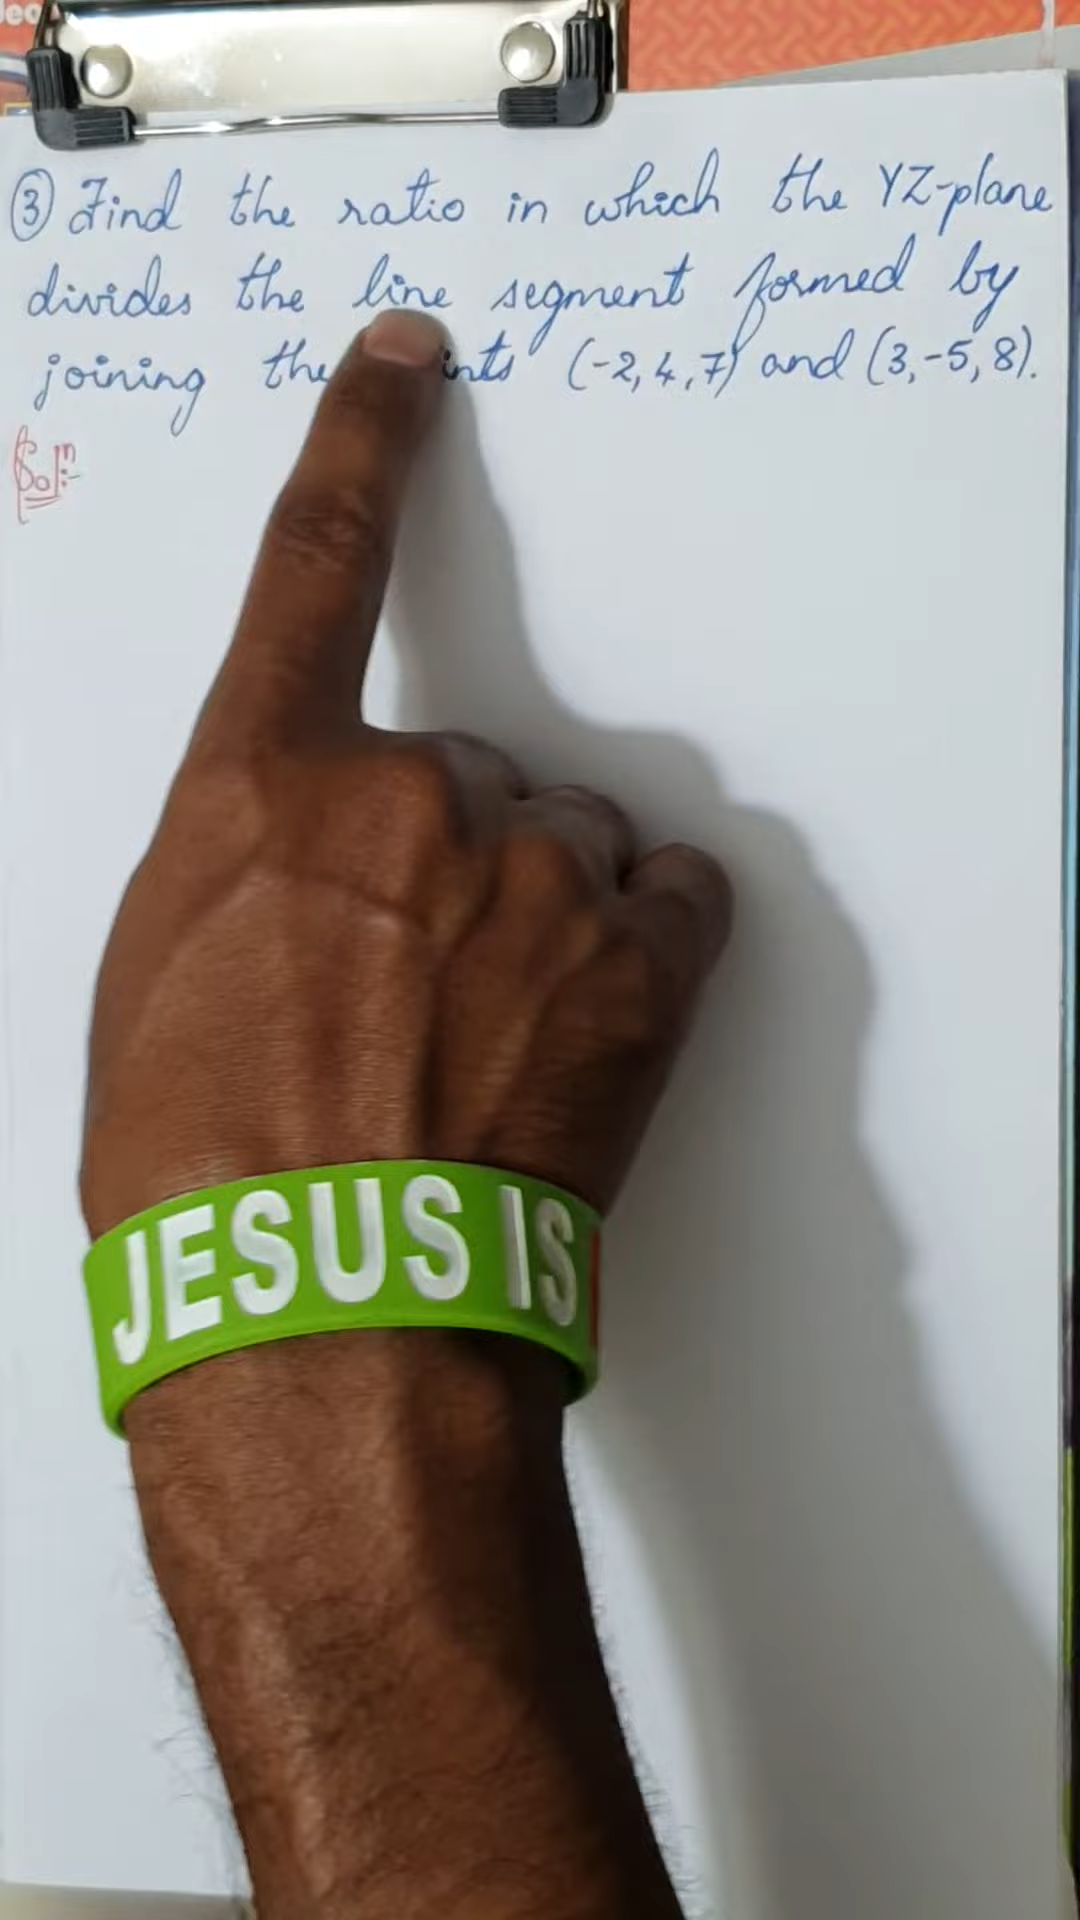 ③ Find the ratio in which the YZ-plane
divides the line segment formed by
joining the (-2, 4, 7) and (3, -5, 8).
Solⁿ:-
JESUS IS